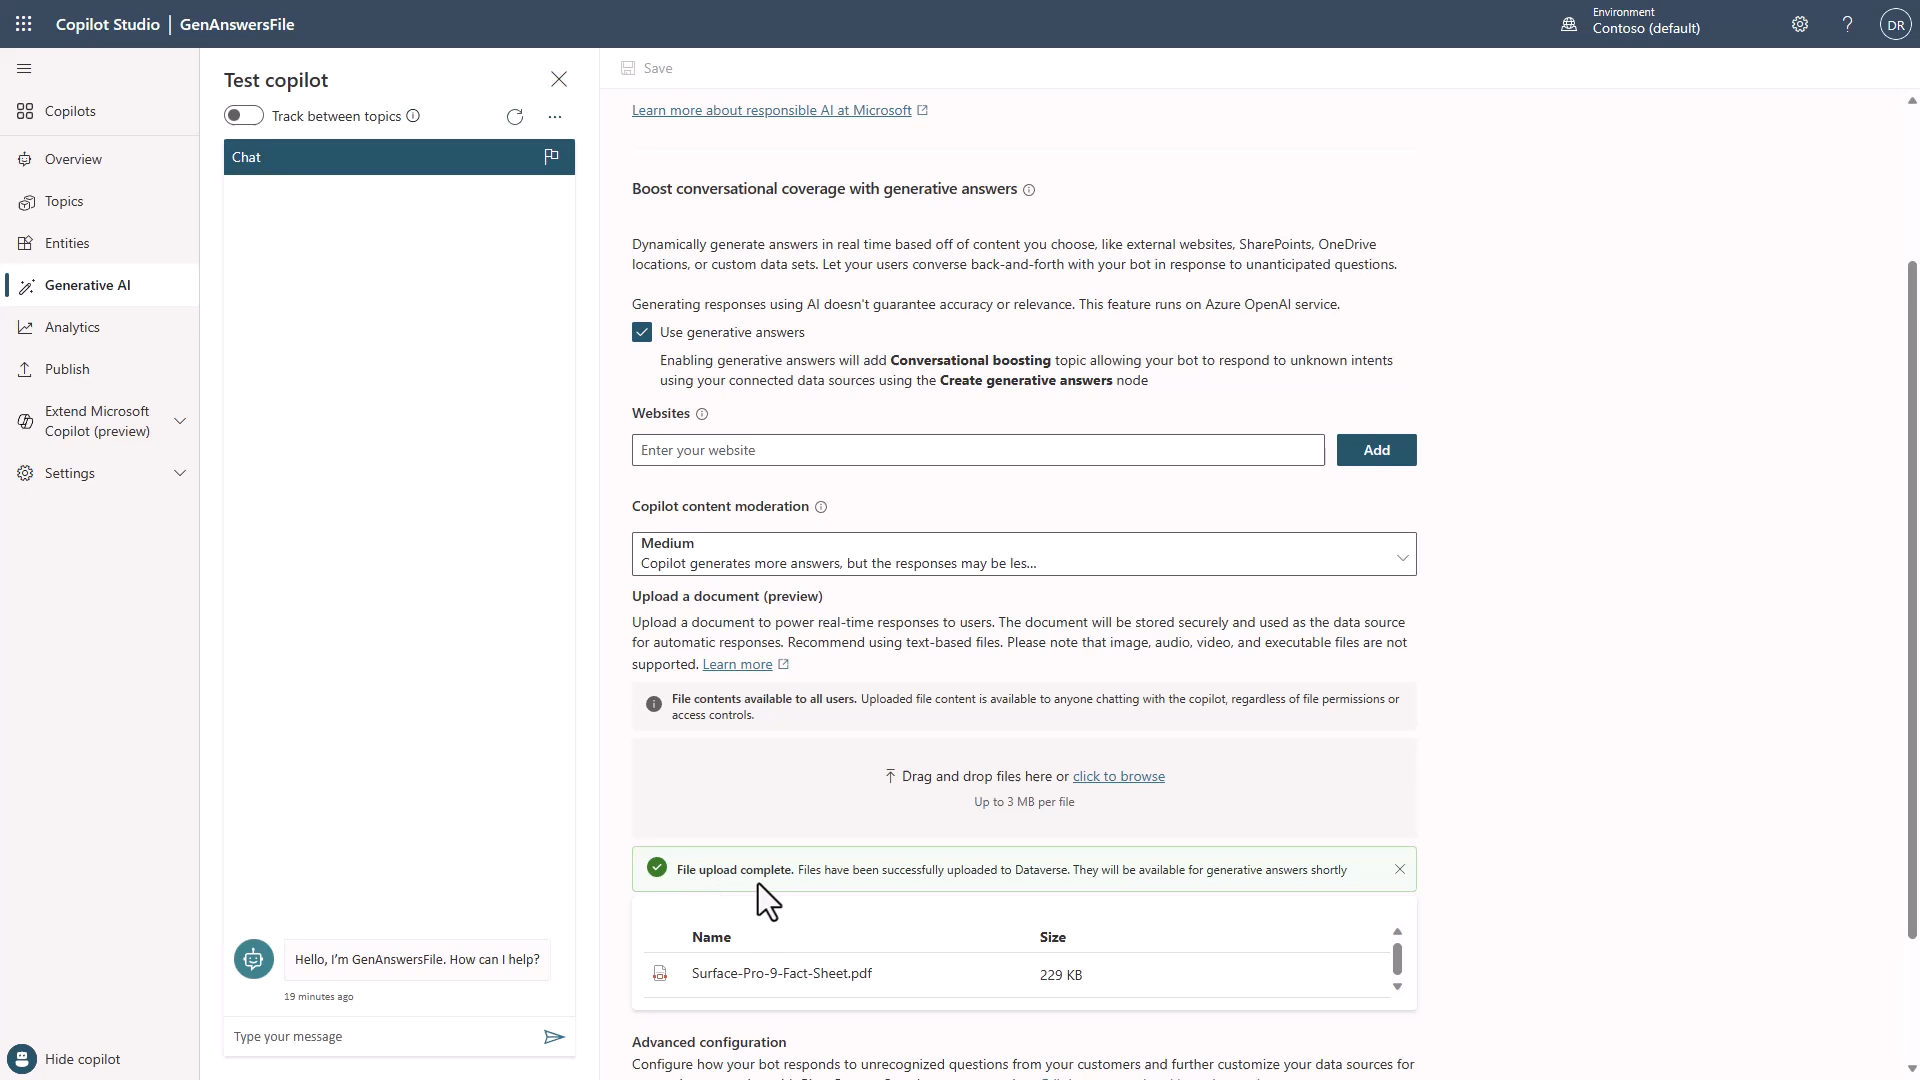 Copilot Studio | GenAnswersFile
Environment
Contoso (default)
DR
Copilots
Overview
Topics
Entities
Generative AI
Analytics
Publish
Extend Microsoft
Copilot (preview)
Settings
Hide copilot
Test copilot
Track between topics
Chat
Hello, I'm GenAnswersFile. How can I help?
19 minutes ago
Type your message
Save
Learn more about responsible AI at Microsoft
Boost conversational coverage with generative answers
Dynamically generate answers in real time based off of content you choose, like external websites, SharePoints, OneDrive
locations, or custom data sets. Let your users converse back-and-forth with your bot in response to unanticipated questions.
Generating responses using AI doesn't guarantee accuracy or relevance. This feature runs on Azure OpenAI service.
Use generative answers
Enabling generative answers will add Conversational boosting topic allowing your bot to respond to unknown intents
using your connected data sources using the Create generative answers node
Websites
Enter your website
Add
Copilot content moderation
Medium
Copilot generates more answers, but the responses may be les...
Upload a document (preview)
Upload a document to power real-time responses to users. The document will be stored securely and used as the data source
for automatic responses. Recommend using text-based files. Please note that image, audio, video, and executable files are not
supported. Learn more
File contents available to all users. Uploaded file content is available to anyone chatting with the copilot, regardless of file permissions or
access controls.
Drag and drop files here or click to browse
Up to 3 MB per file
File upload complete. Files have been successfully uploaded to Dataverse. They will be available for generative answers shortly
Name Size
Surface-Pro-9-Fact-Sheet.pdf 229 KB
Advanced configuration
Configure how your bot responds to unrecognized questions from your customers and further customize your data sources for